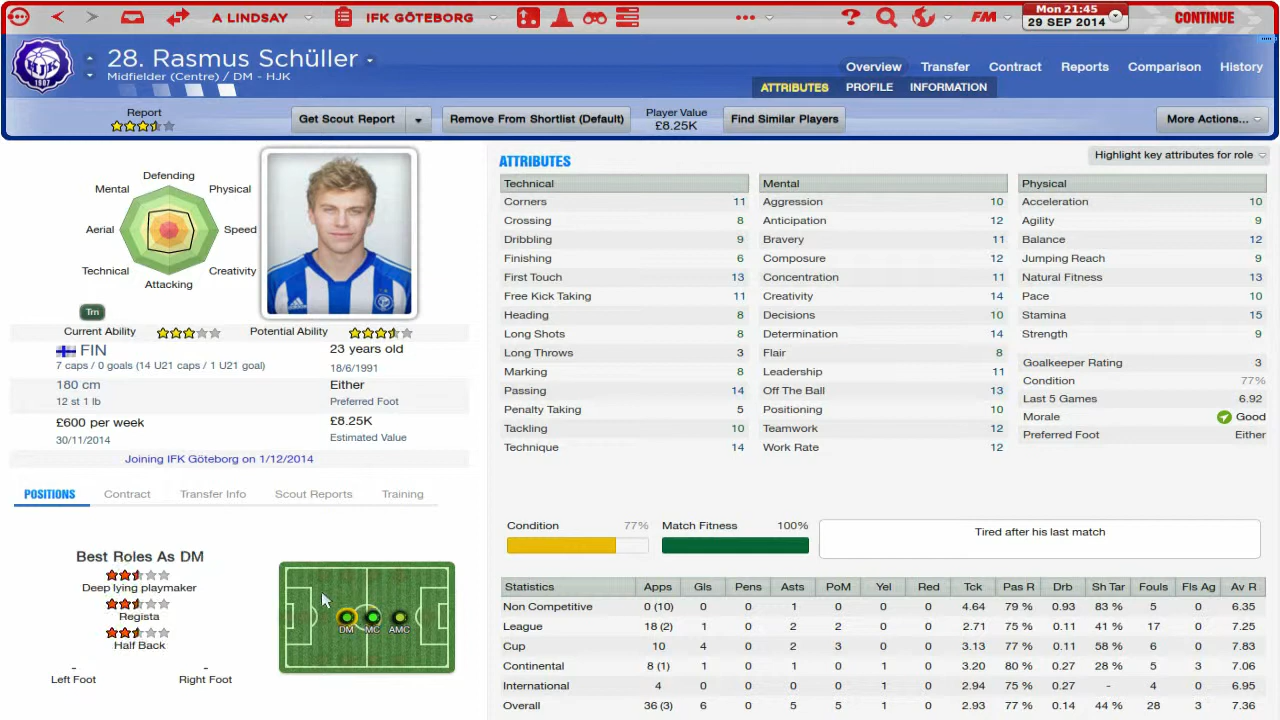 A LINDSAY IFK GÖTEBORG FM Mon 21:45 29 SEP 2014 CONTINUE
HJK 1907
28. Rasmus Schüller
Midfielder (Centre) / DM - HJK
Overview Transfer Contract Reports Comparison History
ATTRIBUTES PROFILE INFORMATION
Report
Get Scout Report Remove From Shortlist (Default) Player Value £8.25K Find Similar Players More Actions...
ATTRIBUTES Highlight key attributes for role
Defending
Mental Physical
Aerial Speed
Technical Creativity
Attacking
Trn
Current Ability Potential Ability
FIN 23 years old
7 caps / 0 goals (14 U21 caps / 1 U21 goal) 18/6/1991
180 cm Either
12 st 1 lb Preferred Foot
£600 per week £8.25K
30/11/2014 Estimated Value
Joining IFK Göteborg on 1/12/2014
POSITIONS Contract Transfer Info Scout Reports Training
Best Roles As DM
Deep lying playmaker
Regista
Half Back
- -
Left Foot Right Foot
DM MC AMC
Technical Mental Physical
Corners 11 Aggression 10 Acceleration 10
Crossing 8 Anticipation 12 Agility 9
Dribbling 9 Bravery 11 Balance 12
Finishing 6 Composure 12 Jumping Reach 9
First Touch 13 Concentration 11 Natural Fitness 13
Free Kick Taking 11 Creativity 14 Pace 10
Heading 8 Decisions 10 Stamina 15
Long Shots 8 Determination 14 Strength 9
Long Throws 3 Flair 8 Goalkeeper Rating 3
Marking 8 Leadership 11 Condition 77%
Passing 14 Off The Ball 13 Last 5 Games 6.92
Penalty Taking 5 Positioning 10 Morale Good
Tackling 10 Teamwork 12 Preferred Foot Either
Technique 14 Work Rate 12
Condition 77% Match Fitness 100% Tired after his last match
Statistics Apps Gls Pens Asts PoM Yel Red Tck Pas R Drb Sh Tar Fouls Fls Ag Av R
Non Competitive 0 (10) 0 0 1 0 0 0 4.64 79 % 0.93 83 % 5 0 6.35
League 18 (2) 1 0 2 2 0 0 2.71 75 % 0.11 41 % 17 0 7.25
Cup 10 4 0 2 3 0 0 3.13 77 % 0.11 58 % 6 0 7.83
Continental 8 (1) 1 0 1 0 0 0 3.20 80 % 0.27 28 % 5 3 7.06
International 4 0 0 0 0 1 0 2.94 75 % 0.27 - 4 0 6.95
Overall 36 (3) 6 0 5 5 1 0 2.93 77 % 0.14 44 % 28 3 7.36